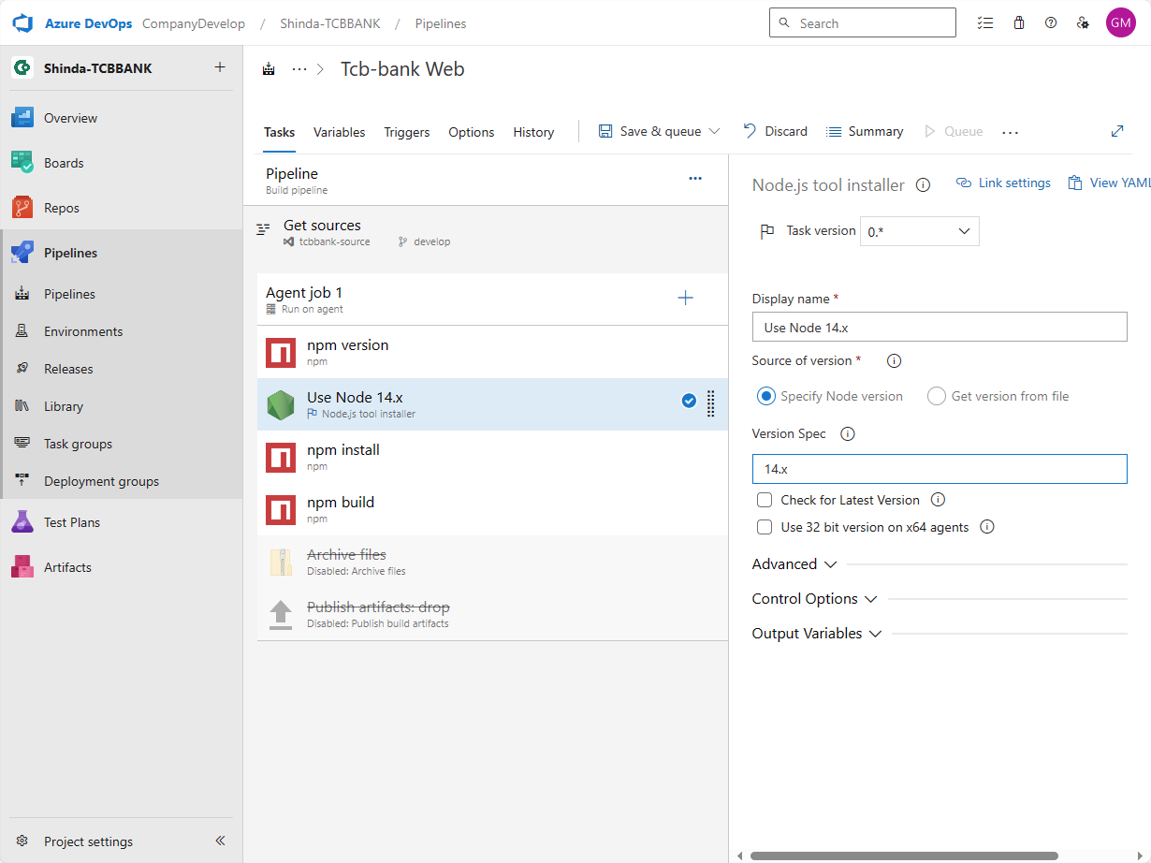 Azure DevOps CompanyDevelop / Shinda-TCBBANK / Pipelines
Search
GM
Shinda-TCBBANK
Overview
Boards
Repos
Pipelines
Pipelines
Environments
Releases
Library
Task groups
Deployment groups
Test Plans
Artifacts
Project settings
Tcb-bank Web
Tasks Variables Triggers Options History Save & queue Discard Summary Queue
Pipeline
Build pipeline
Get sources
tcbbank-source develop
Agent job 1
Run on agent
npm version
npm
Use Node 14.x
Node.js tool installer
npm install
npm
npm build
npm
Archive files
Disabled: Archive files
Publish artifacts: drop
Disabled: Publish build artifacts
Node.js tool installer Link settings View YAML
Task version 0.*
Display name *
Use Node 14.x
Source of version *
Specify Node version Get version from file
Version Spec
14.x
Check for Latest Version
Use 32 bit version on x64 agents
Advanced
Control Options
Output Variables